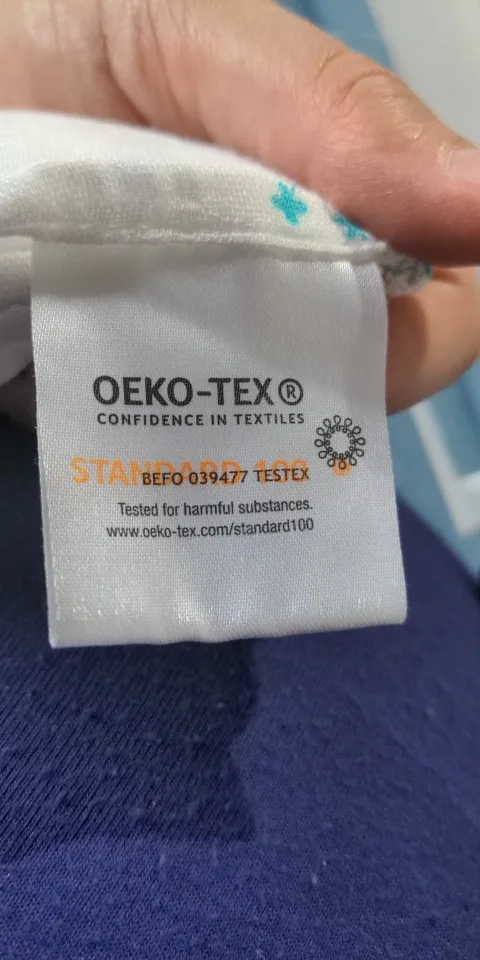 OEKO-TEX®
CONFIDENCE IN TEXTILES
STANDARD 100
BEFO 039477 TESTEX
Tested for harmful substances.
www.oeko-tex.com/standard100